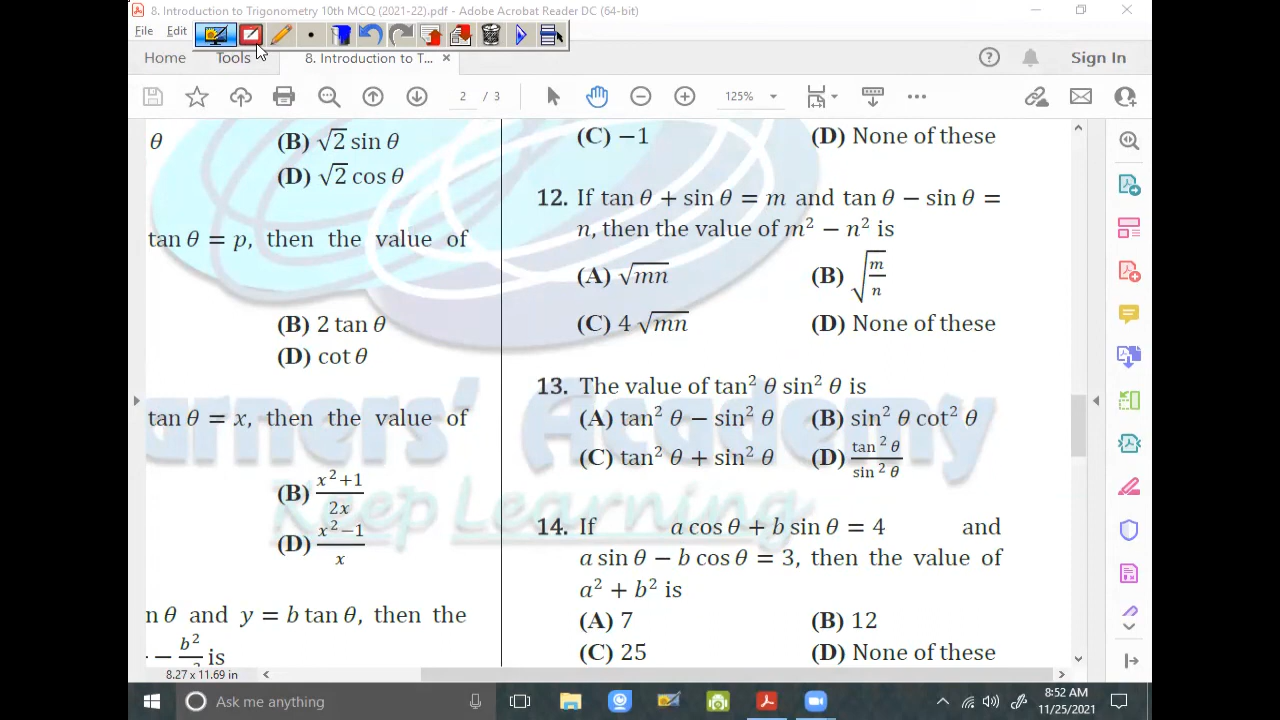 8. Introduction to Trigonometry 10th MCQ (2021-22).pdf - Adobe Acrobat Reader DC (64-bit)
File Edit
Home Tools 8. Introduction to T... × Sign In
2 / 3 125%
θ (B) √2 sin θ
(D) √2 cos θ
tan θ = p, then the value of
(B) 2 tan θ
(D) cot θ
tan θ = x, then the value of
(B) x²+1/2x
(D) x²−1/x
n θ and y = b tan θ, then the
− b² is
(C) −1 (D) None of these
12. If tan θ + sin θ = m and tan θ − sin θ =
n, then the value of m² − n² is
(A) √mn (B) √m/n
(C) 4 √mn (D) None of these
13. The value of tan² θ sin² θ is
(A) tan² θ − sin² θ (B) sin² θ cot² θ
(C) tan² θ + sin² θ (D) tan² θ/sin² θ
14. If a cos θ + b sin θ = 4 and
a sin θ − b cos θ = 3, then the value of
a² + b² is
(A) 7 (B) 12
(C) 25 (D) None of these
arners' Academy
Keep Learning
8.27 x 11.69 in
Ask me anything
8:52 AM
11/25/2021